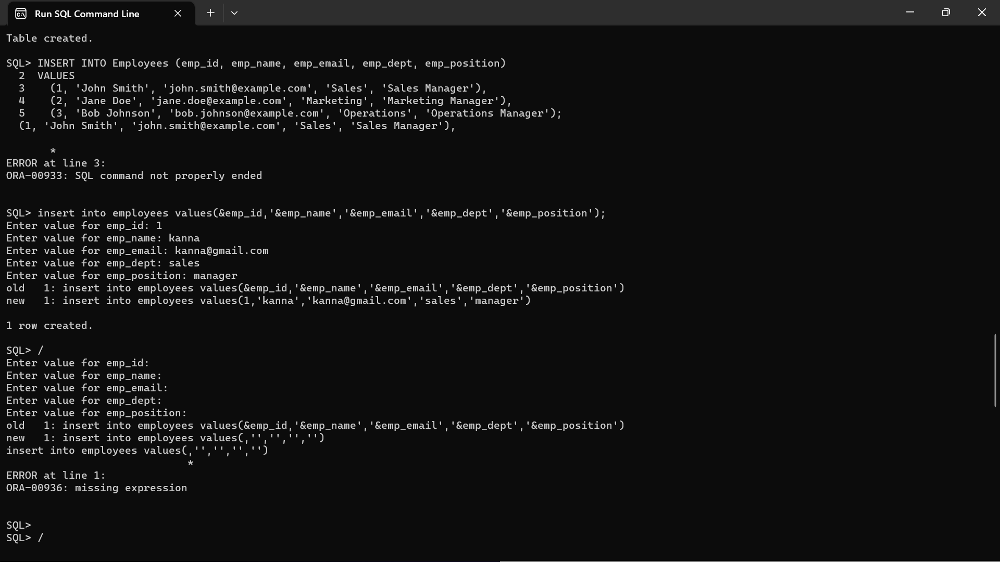 Run SQL Command Line
Table created.
SQL> INSERT INTO Employees (emp_id, emp_name, emp_email, emp_dept, emp_position)
  2  VALUES
  3    (1, 'John Smith', 'john.smith@example.com', 'Sales', 'Sales Manager'),
  4    (2, 'Jane Doe', 'jane.doe@example.com', 'Marketing', 'Marketing Manager'),
  5    (3, 'Bob Johnson', 'bob.johnson@example.com', 'Operations', 'Operations Manager');
  (1, 'John Smith', 'john.smith@example.com', 'Sales', 'Sales Manager'),
*
ERROR at line 3:
ORA-00933: SQL command not properly ended
SQL> insert into employees values(&emp_id,'&emp_name','&emp_email','&emp_dept','&emp_position');
Enter value for emp_id: 1
Enter value for emp_name: kanna
Enter value for emp_email: kanna@gmail.com
Enter value for emp_dept: sales
Enter value for emp_position: manager
old   1: insert into employees values(&emp_id,'&emp_name','&emp_email','&emp_dept','&emp_position')
new   1: insert into employees values(1,'kanna','kanna@gmail.com','sales','manager')
1 row created.
SQL> /
Enter value for emp_id:
Enter value for emp_name:
Enter value for emp_email:
Enter value for emp_dept:
Enter value for emp_position:
old   1: insert into employees values(&emp_id,'&emp_name','&emp_email','&emp_dept','&emp_position')
new   1: insert into employees values(,'','','','')
insert into employees values(,'','','','')
*
ERROR at line 1:
ORA-00936: missing expression
SQL>
SQL> /